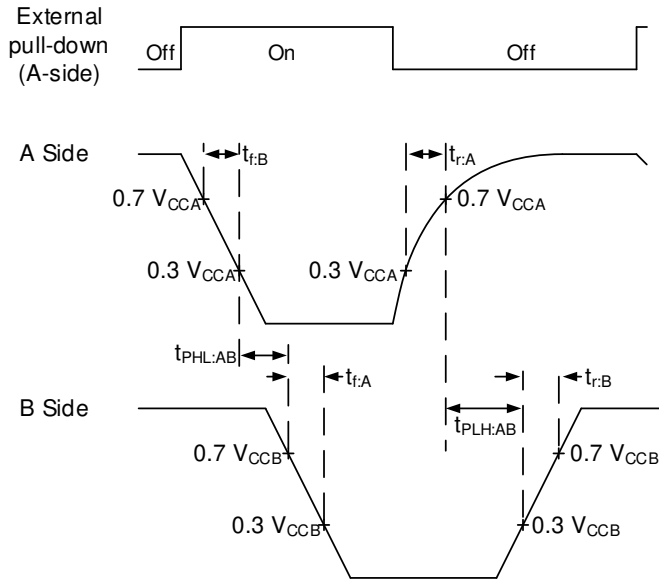 External
pull-down
(A-side)
Off
On
Off
A Side
t_f:B
t_r:A
0.7 V_CCA
0.7 V_CCA
0.3 V_CCA
0.3 V_CCA
t_PHL:AB
t_f:A
t_r:B
B Side
t_PLH:AB
0.7 V_CCB
0.7 V_CCB
0.3 V_CCB
0.3 V_CCB